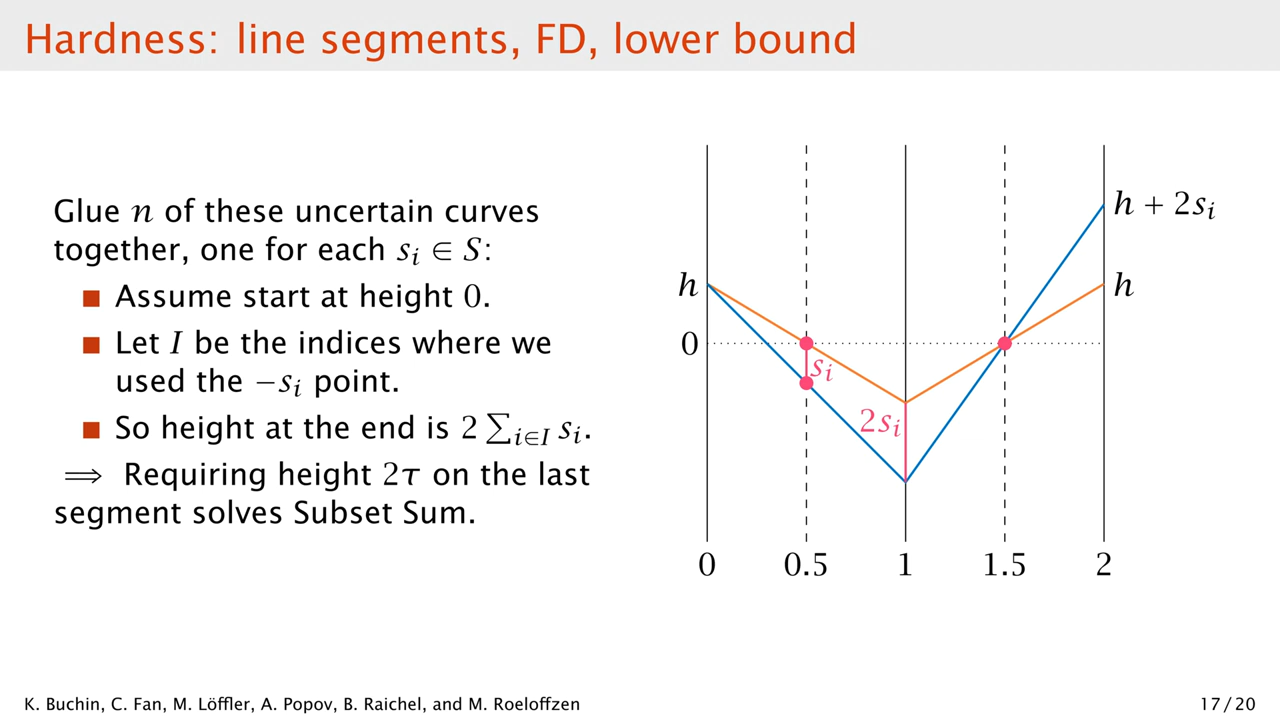 Hardness: line segments, FD, lower bound
Glue n of these uncertain curves
together, one for each sᵢ ∈ S:
Assume start at height 0.
Let I be the indices where we
used the −sᵢ point.
So height at the end is 2 ∑i∈I sᵢ.
⟹ Requiring height 2τ on the last
segment solves Subset Sum.
h + 2sᵢ
h
h
0
sᵢ
2sᵢ
0 0.5 1 1.5 2
K. Buchin, C. Fan, M. Löffler, A. Popov, B. Raichel, and M. Roeloffzen
17 / 20